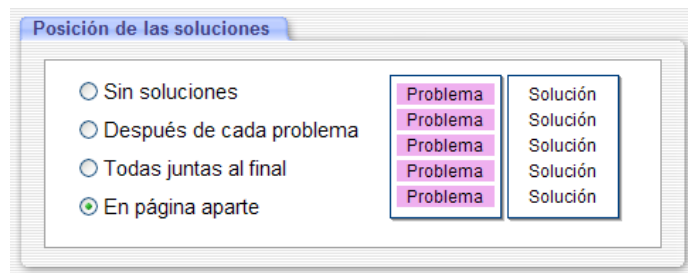 Posición de las soluciones
Sin soluciones
Después de cada problema
Todas juntas al final
En página aparte
Problema
Problema
Problema
Problema
Problema
Solución
Solución
Solución
Solución
Solución